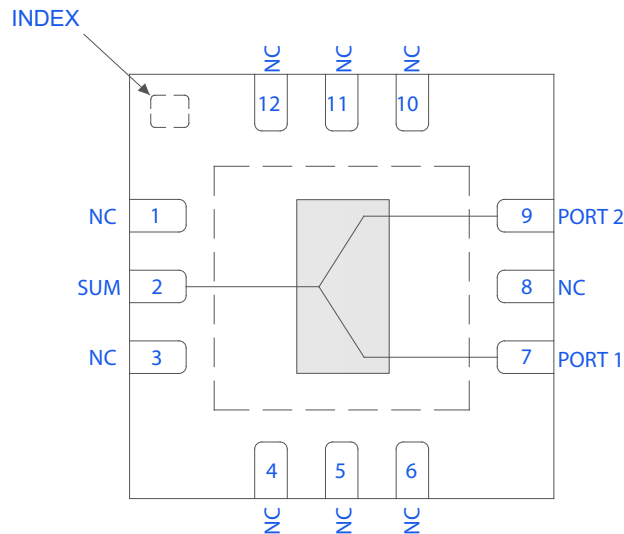 INDEX
NC NC NC
12 11 10
NC 1 9 PORT 2
SUM 2 8 NC
NC 3 7 PORT 1
4 5 6
NC NC NC